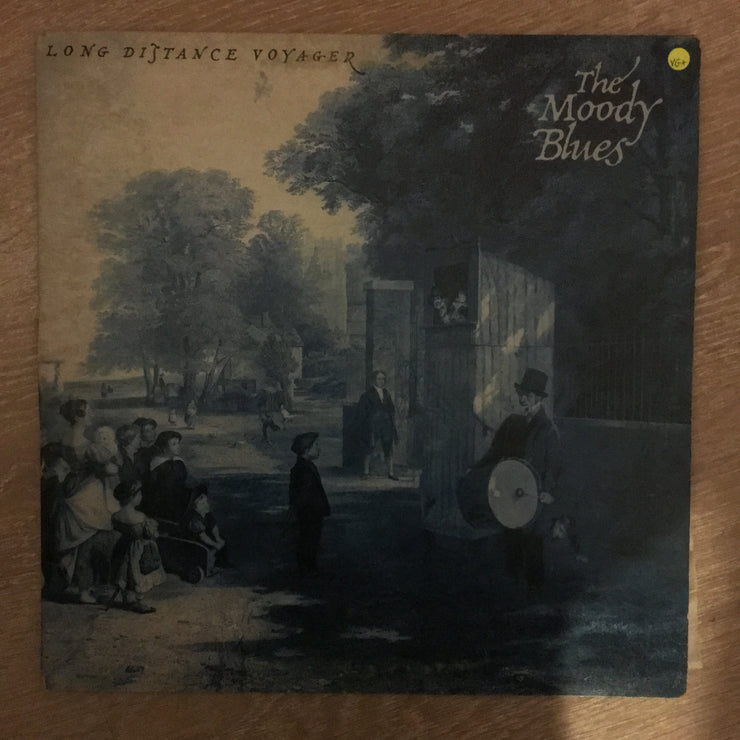 LONG DISTANCE VOYAGER
VG+
The
Moody
Blues